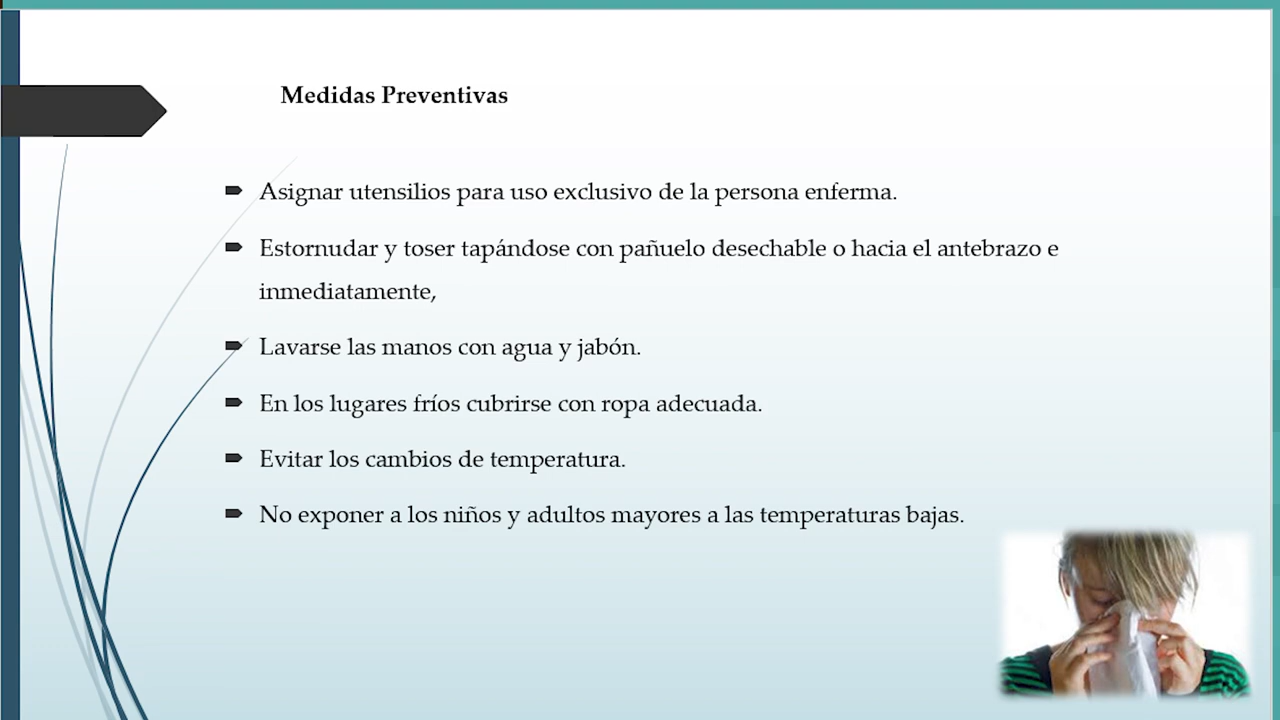 Medidas Preventivas
Asignar utensilios para uso exclusivo de la persona enferma.
Estornudar y toser tapándose con pañuelo desechable o hacia el antebrazo e
inmediatamente,
Lavarse las manos con agua y jabón.
En los lugares fríos cubrirse con ropa adecuada.
Evitar los cambios de temperatura.
No exponer a los niños y adultos mayores a las temperaturas bajas.